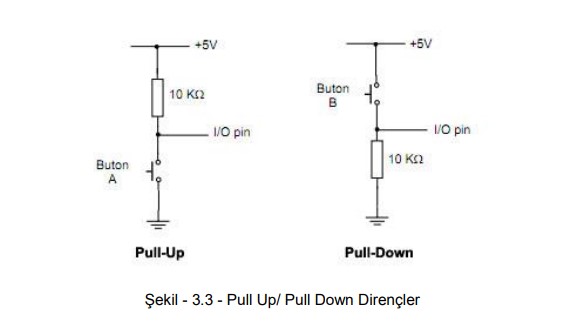 +5V
10 KΩ
I/O pin
Buton
A
Pull-Up
+5V
Buton
B
I/O pin
10 KΩ
Pull-Down
Şekil - 3.3 - Pull Up/ Pull Down Dirençler